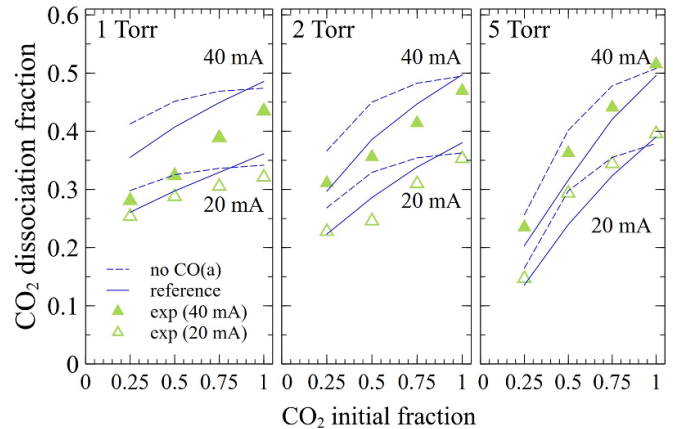 1 Torr
2 Torr
5 Torr
40 mA
40 mA
40 mA
20 mA
20 mA
20 mA
CO₂ dissociation fraction
0.6
0.5
0.4
0.3
0.2
0.1
0
no CO(a)
reference
exp (40 mA)
exp (20 mA)
0 0.25 0.5 0.75 1
0 0.25 0.5 0.75 1
0 0.25 0.5 0.75 1
CO₂ initial fraction